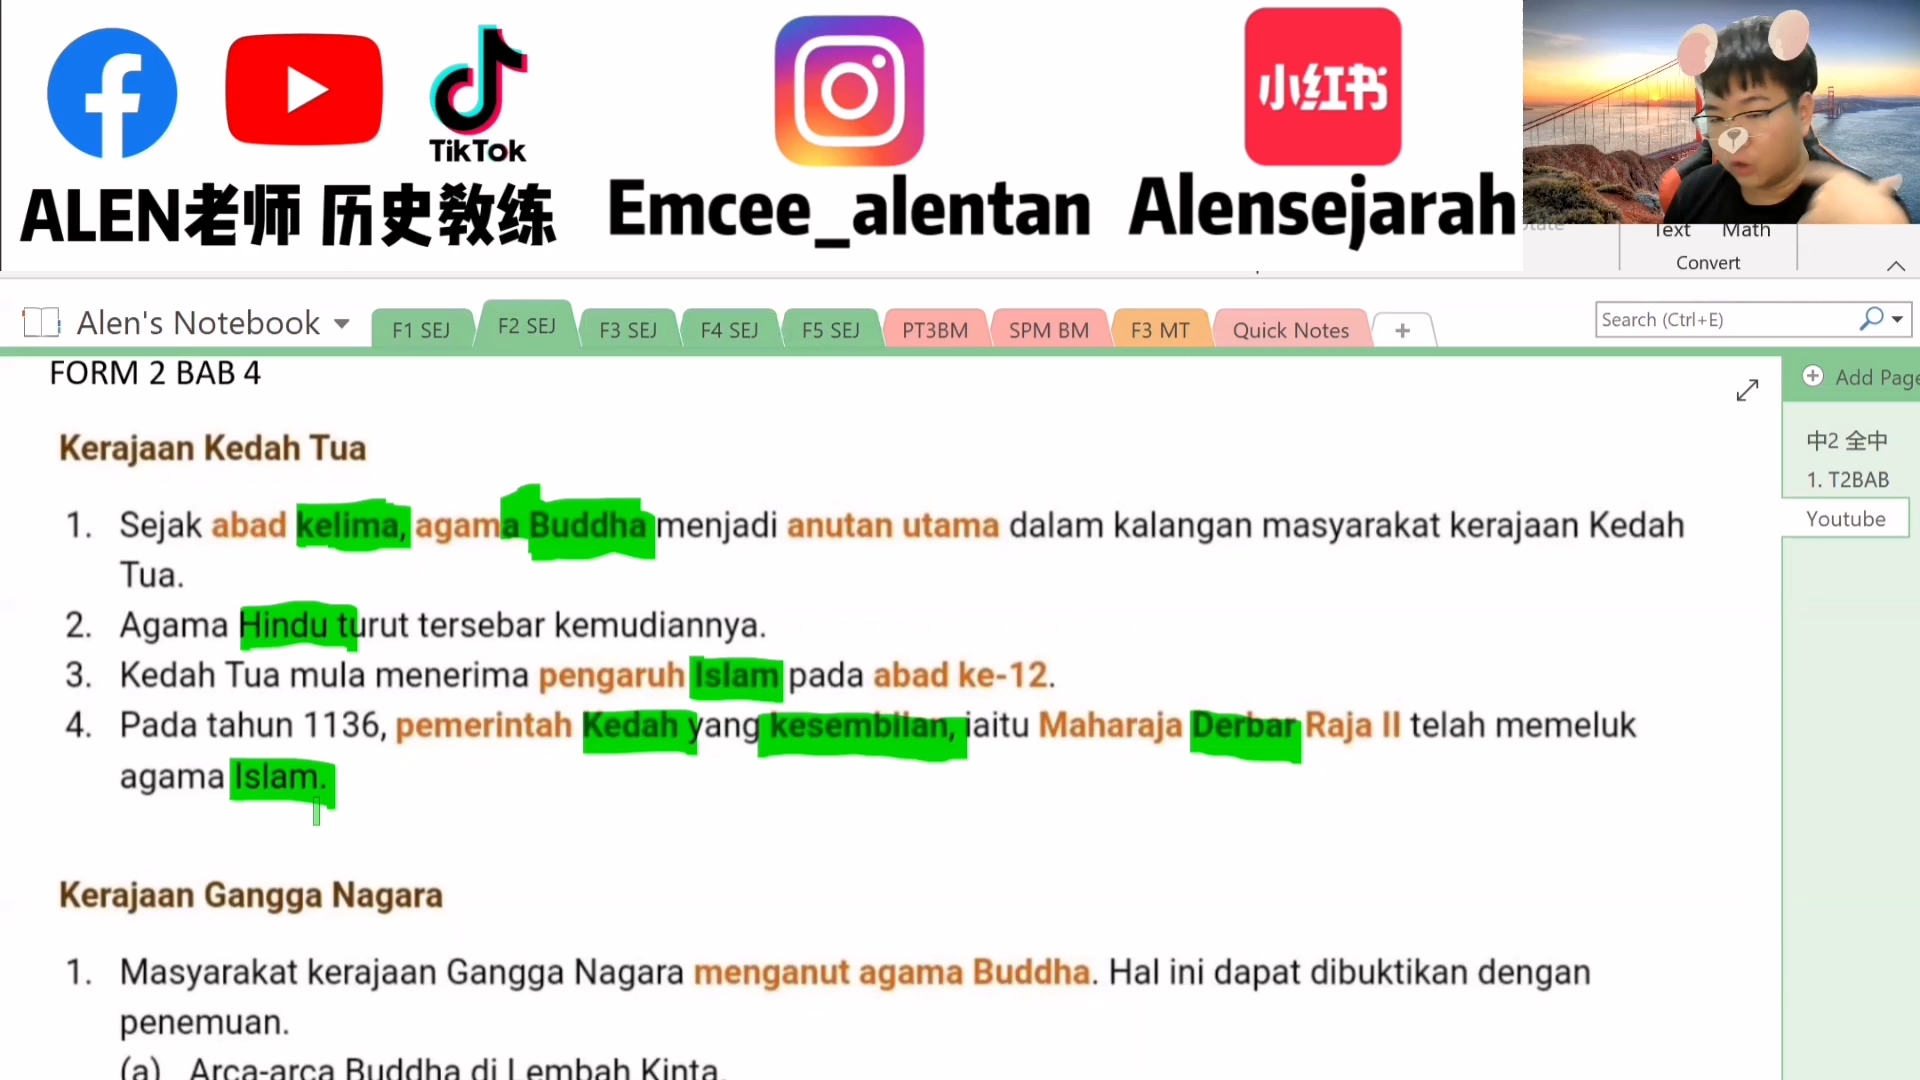 小红书
TikTok
ALEN老师 历史教练
Emcee_alentan
Alensejarah
Text
Math
Convert
Alen's Notebook
F1 SEJ
F2 SEJ
F3 SEJ
F4 SEJ
F5 SEJ
PT3BM
SPM BM
F3 MT
Quick Notes
+
Search (Ctrl+E)
FORM 2 BAB 4
Add Page
中2 全中
1. T2BAB
Youtube
Kerajaan Kedah Tua
1. Sejak abad kelima, agama Buddha menjadi anutan utama dalam kalangan masyarakat kerajaan Kedah
Tua.
2. Agama Hindu turut tersebar kemudiannya.
3. Kedah Tua mula menerima pengaruh Islam pada abad ke-12.
4. Pada tahun 1136, pemerintah Kedah yang kesembilan, iaitu Maharaja Derbar Raja II telah memeluk
agama Islam.
Kerajaan Gangga Nagara
1. Masyarakat kerajaan Gangga Nagara menganut agama Buddha. Hal ini dapat dibuktikan dengan
penemuan.
(a) Arca-arca Buddha di Lembah Kinta.